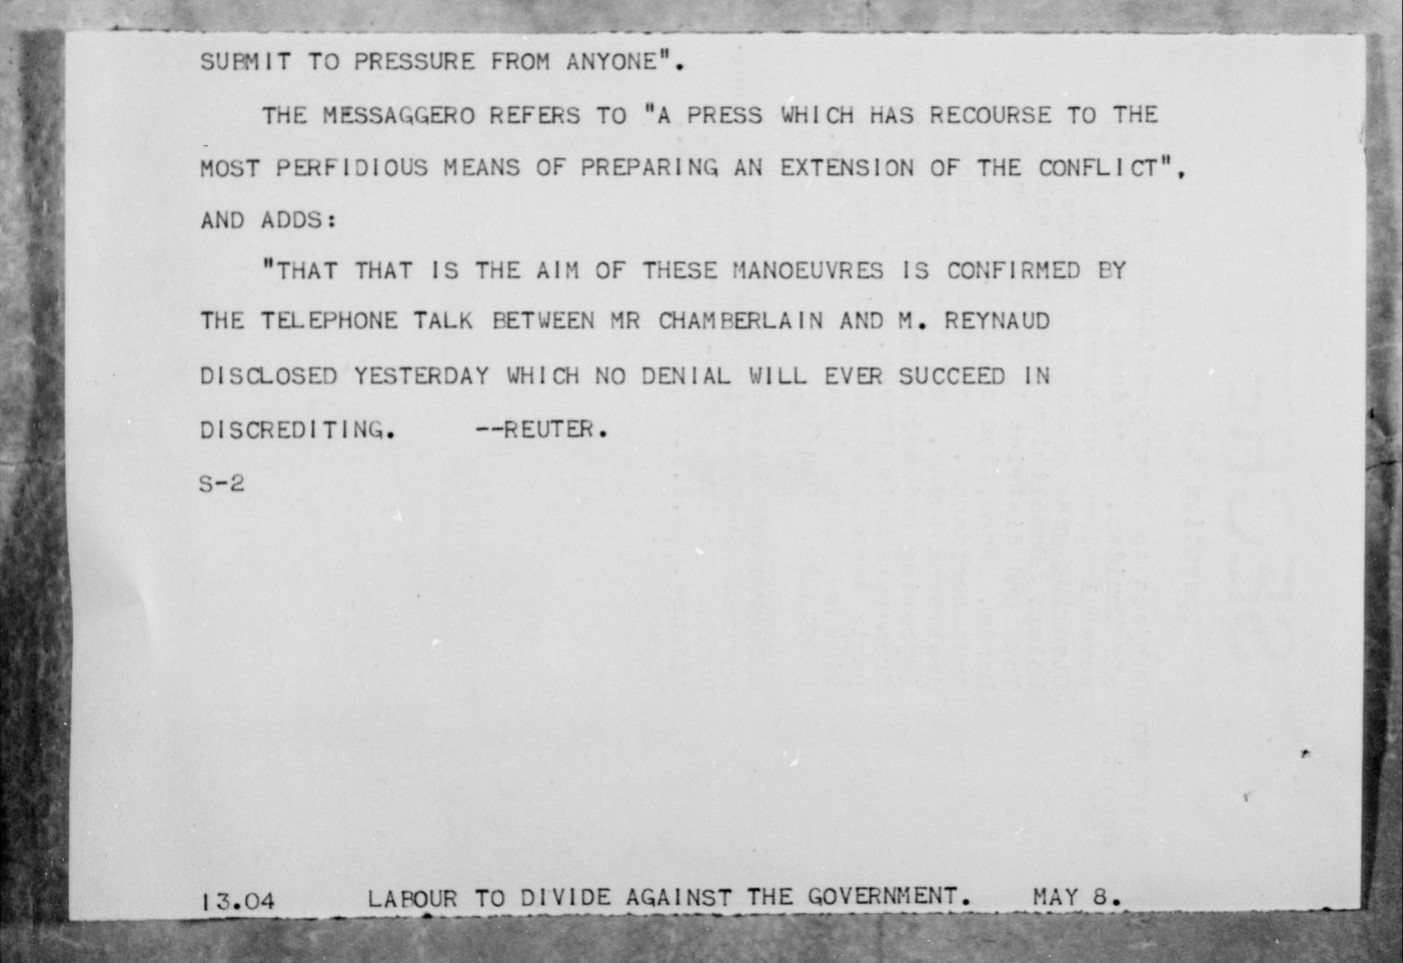 SUBMIT TO PRESSURE FROM ANYONE".
THE MESSAGGERO REFERS TO "A PRESS WHICH HAS RECOURSE TO THE
MOST PERFIDIOUS MEANS OF PREPARING AN EXTENSION OF THE CONFLICT",
AND ADDS:
"THAT THAT IS THE AIM OF THESE MANOEUVRES IS CONFIRMED BY
THE TELEPHONE TALK BETWEEN MR CHAMBERLAIN AND M. REYNAUD
DISCLOSED YESTERDAY WHICH NO DENIAL WILL EVER SUCCEED IN
DISCREDITING. --REUTER.
S-2
13.04 LABOUR TO DIVIDE AGAINST THE GOVERNMENT. MAY 8.